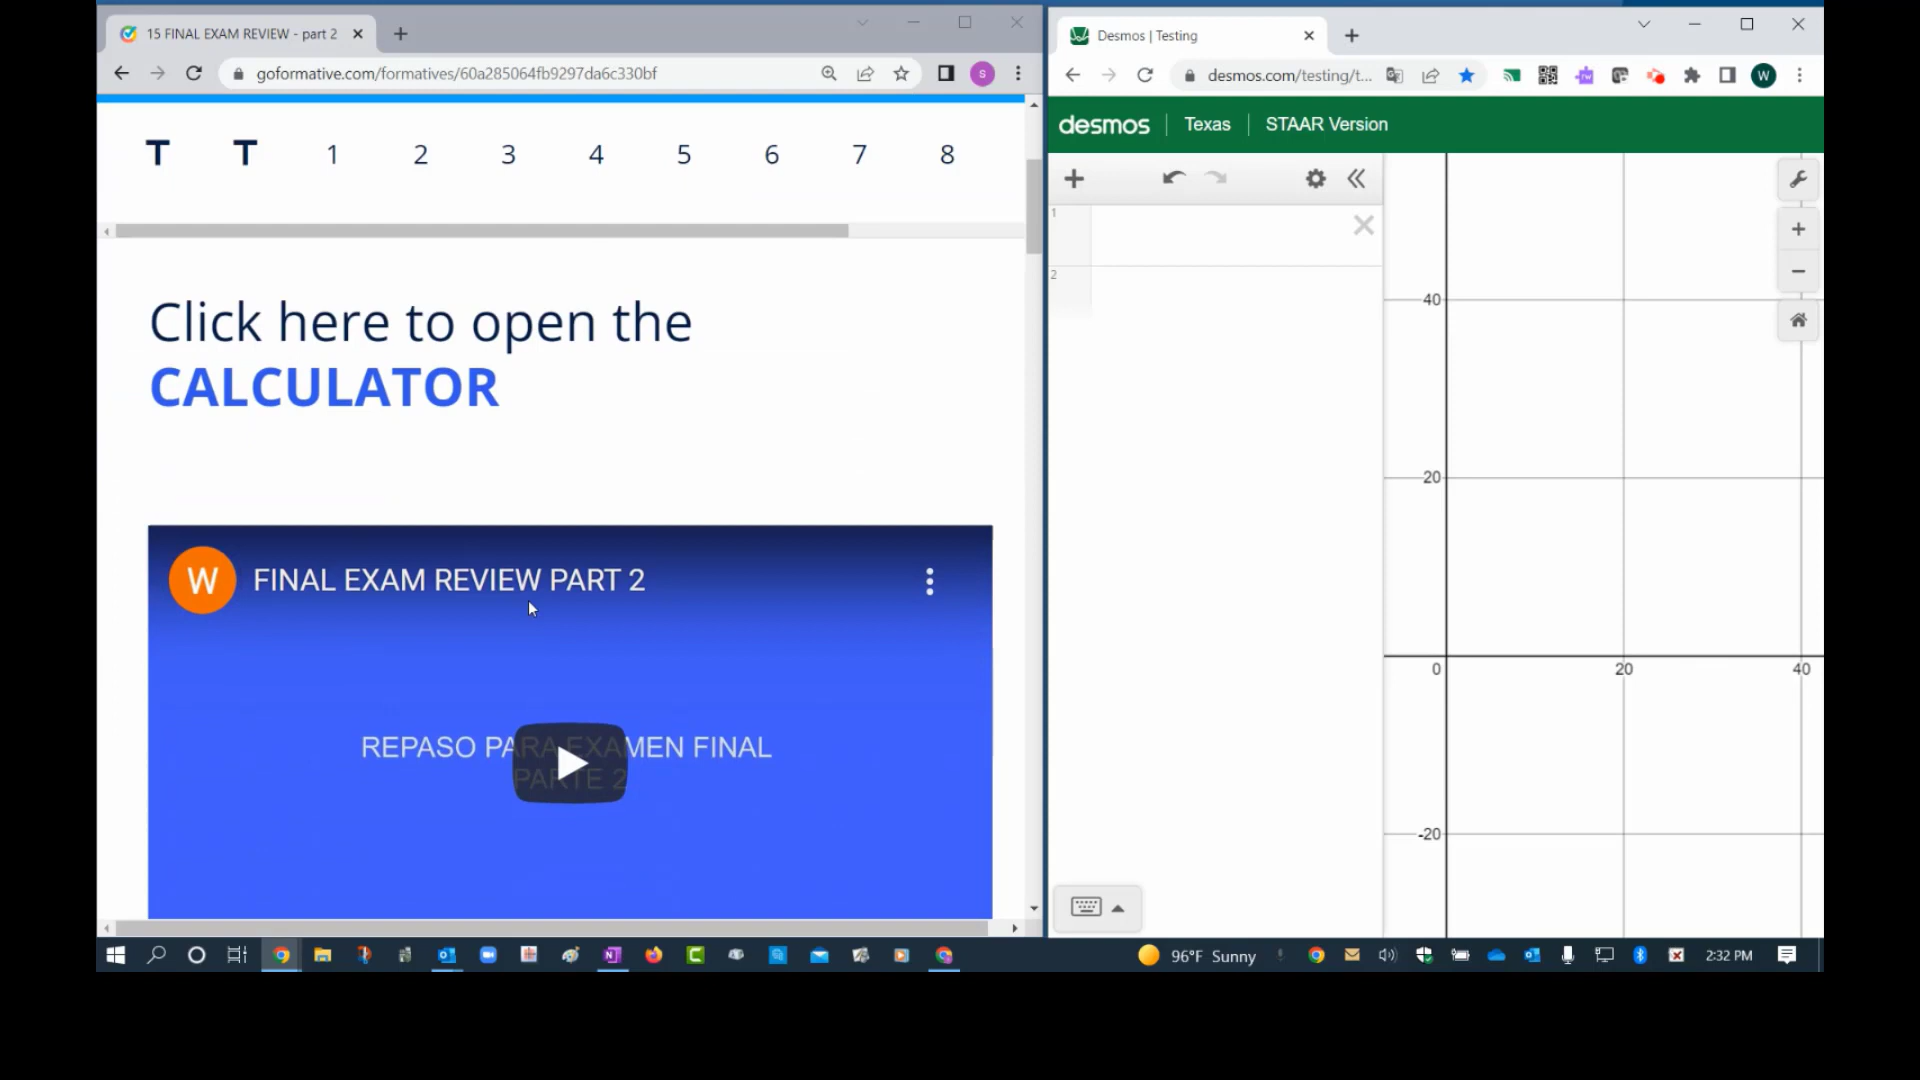 15 FINAL EXAM REVIEW - part 2
goformative.com/formatives/60a285064fb9297da6c330bf
S
T T 1 2 3 4 5 6 7 8
Click here to open the
CALCULATOR
W FINAL EXAM REVIEW PART 2
REPASO PARA EXAMEN FINAL
PARTE 2
Desmos | Testing
desmos.com/testing/t...
W
desmos Texas STAAR Version
1
2
40
20
0 20 40
-20
96°F Sunny
2:32 PM